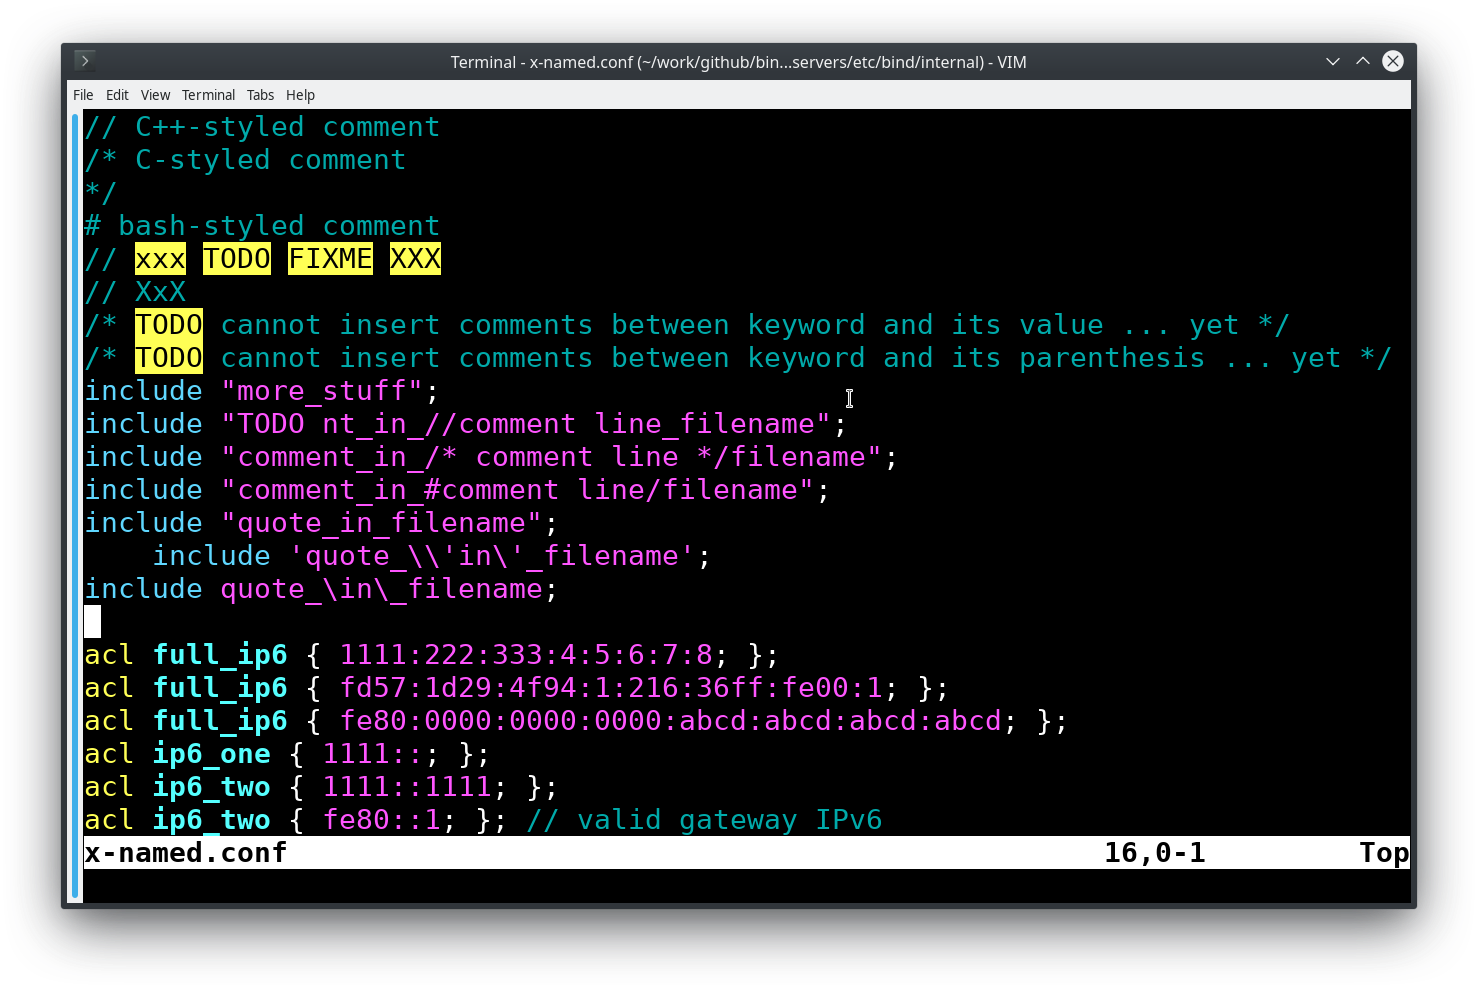 Terminal - x-named.conf (~/work/github/bin...servers/etc/bind/internal) - VIM
File Edit View Terminal Tabs Help
// C++-styled comment
/* C-styled comment
*/
# bash-styled comment
// xxx TODO FIXME XXX
// XxX
/* TODO cannot insert comments between keyword and its value ... yet */
/* TODO cannot insert comments between keyword and its parenthesis ... yet */
include "more_stuff";
include "TODO nt_in_//comment line_filename";
include "comment_in_/* comment line */filename";
include "comment_in_#comment line/filename";
include "quote_in_filename";
    include 'quote_\\'in\'_filename';
include quote_\in\_filename;
acl full_ip6 { 1111:222:333:4:5:6:7:8; };
acl full_ip6 { fd57:1d29:4f94:1:216:36ff:fe00:1; };
acl full_ip6 { fe80:0000:0000:0000:abcd:abcd:abcd:abcd; };
acl ip6_one { 1111::; };
acl ip6_two { 1111::1111; };
acl ip6_two { fe80::1; }; // valid gateway IPv6
x-named.conf 16,0-1 Top